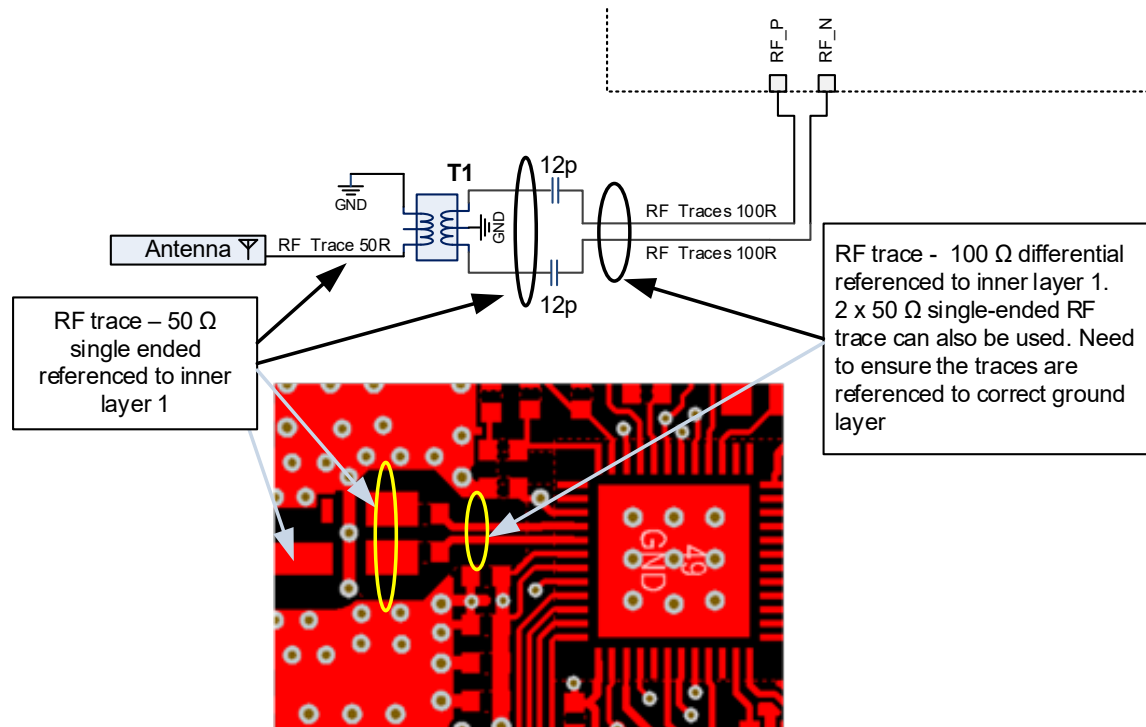 RF_P
RF_N
T1
12p
GND
GND
RF Traces 100R
Antenna
RF Trace 50R
RF Traces 100R
12p
RF trace - 100 Ω differential
referenced to inner layer 1.
2 x 50 Ω single-ended RF
trace can also be used. Need
to ensure the traces are
referenced to correct ground
layer
RF trace – 50 Ω
single ended
referenced to inner
layer 1
49
GND